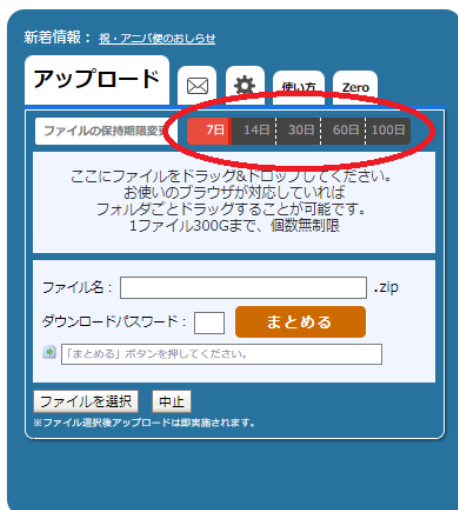 新着情報： 祝・アニバ便のおしらせ
アップロード 使い方 Zero
ファイルの保持期限変更 7日 14日 30日 60日 100日
ここにファイルをドラッグ&ドロップしてください。
お使いのブラウザが対応していれば
フォルダごとドラッグすることが可能です。
1ファイル300Gまで、個数無制限
ファイル名： .zip
ダウンロードパスワード： まとめる
「まとめる」ボタンを押してください。
ファイルを選択 中止
※ファイル選択後アップロードは即実施されます。